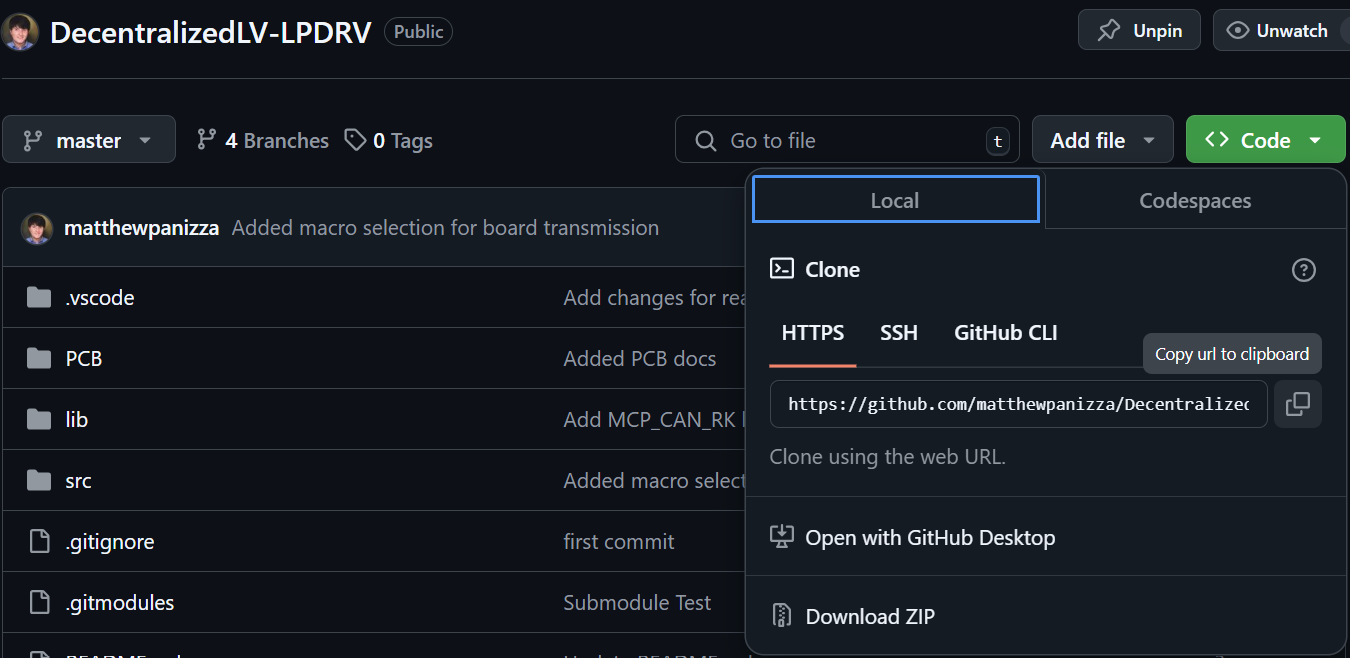 DecentralizedLV-LPDRV Public Unpin Unwatch
master 4 Branches 0 Tags Go to file t Add file Code
matthewpanizza Added macro selection for board transmission
.vscode Add changes for
PCB Added PCB docs
lib Add MCP_CAN_RK
src Added macro
.gitignore first commit
.gitmodules Submodule Test
Local Codespaces
Clone
HTTPS SSH GitHub CLI
Copy url to clipboard
https://github.com/matthewpanizza/Decentralized
Clone using the web URL.
Open with GitHub Desktop
Download ZIP